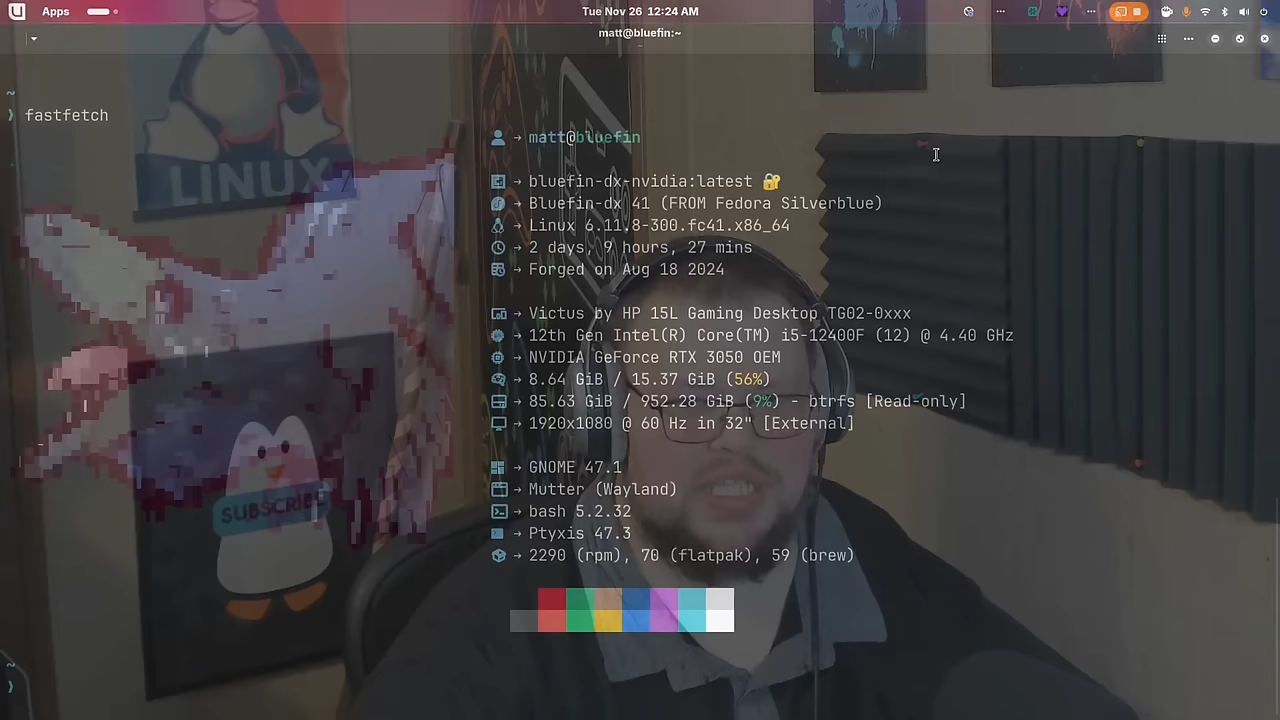 Apps
Tue Nov 26 12:24 AM
matt@bluefin:~
~
❯ fastfetch
matt@bluefin
→ bluefin-dx-nvidia:latest 🔐
→ Bluefin-dx 41 (FROM Fedora Silverblue)
→ Linux 6.11.8-300.fc41.x86_64
→ 2 days, 9 hours, 27 mins
→ Forged on Aug 18 2024
→ Victus by HP 15L Gaming Desktop TG02-0xxx
→ 12th Gen Intel(R) Core(TM) i5-12400F (12) @ 4.40 GHz
→ NVIDIA GeForce RTX 3050 OEM
→ 8.64 GiB / 15.37 GiB (56%)
→ 85.63 GiB / 952.28 GiB (9%) - btrfs [Read-only]
→ 1920x1080 @ 60 Hz in 32" [External]
→ GNOME 47.1
→ Mutter (Wayland)
→ bash 5.2.32
→ Ptyxis 47.3
→ 2290 (rpm), 70 (flatpak), 59 (brew)
~
❯
LINUX
SUBSCRIBE